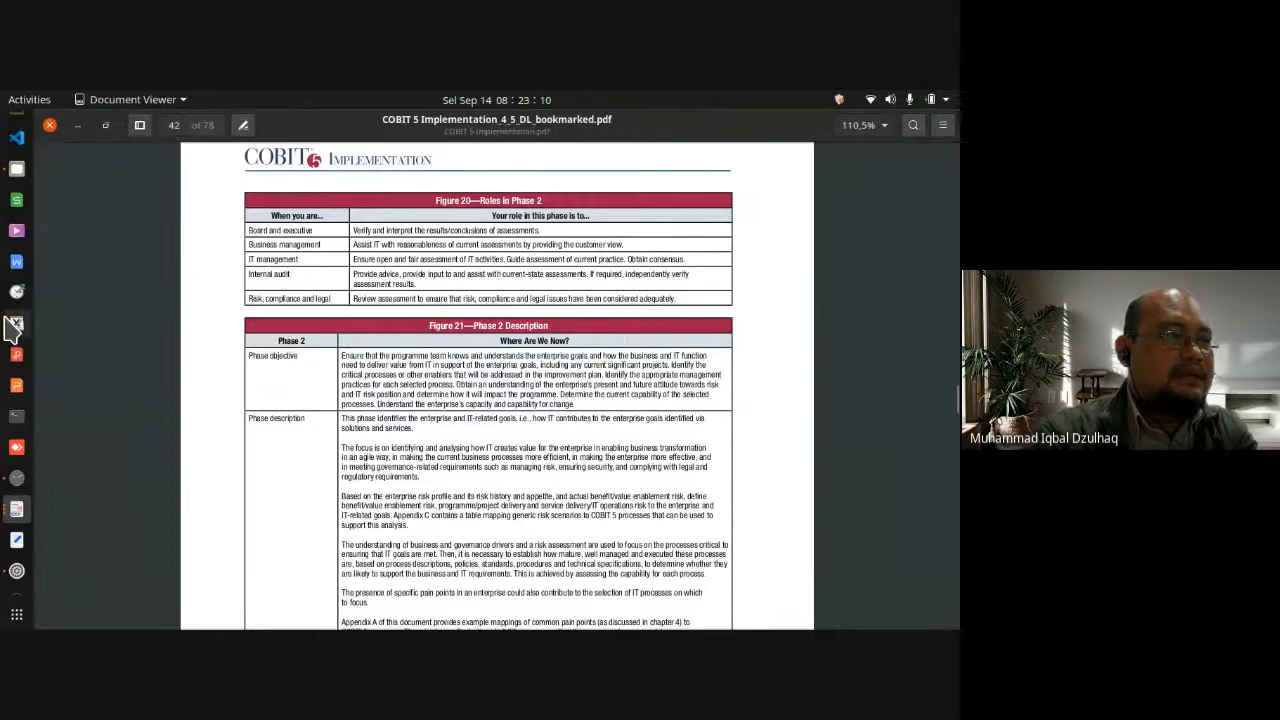 Activities
Document Viewer
Sel Sep 14 08:23:10
42 of 78
COBIT 5 Implementation_4_5_DL_bookmarked.pdf
COBIT 5 Implementation.pdf
110,5%
COBIT 5 IMPLEMENTATION
Figure 20—Roles in Phase 2
When you are... Your role in this phase is to...
Board and executive Verify and interpret the results/conclusions of assessments.
Business management Assist IT with reasonableness of current assessments by providing the customer view.
IT management Ensure open and fair assessment of IT activities. Guide assessment of current practice. Obtain consensus.
Internal audit Provide advice, provide input to and assist with current-state assessments. If required, independently verify
assessment results.
Risk, compliance and legal Review assessment to ensure that risk, compliance and legal issues have been considered adequately.
Figure 21—Phase 2 Description
Phase 2 Where Are We Now?
Phase objective Ensure that the programme team knows and understands the enterprise goals and how the business and IT function
need to deliver value from IT in support of the enterprise goals, including any current significant projects. Identify the
critical processes or other enablers that will be addressed in the improvement plan. Identify the appropriate management
practices for each selected process. Obtain an understanding of the enterprise's present and future attitude towards risk
and IT risk position and determine how it will impact the programme. Determine the current capability of the selected
processes. Understand the enterprise's capacity and capability for change.
Phase description This phase identifies the enterprise and IT-related goals, i.e., how IT contributes to the enterprise goals identified via
solutions and services.
The focus is on identifying and analysing how IT creates value for the enterprise in enabling business transformation
in an agile way, in making the current business processes more efficient, in making the enterprise more effective, and
in meeting governance-related requirements such as managing risk, ensuring security, and complying with legal and
regulatory requirements.
Based on the enterprise risk profile and its risk history and appetite, and actual benefit/value enablement risk, define
benefit/value enablement risk, programme/project delivery and service delivery/IT operations risk to the enterprise and
IT-related goals. Appendix C contains a table mapping generic risk scenarios to COBIT 5 processes that can be used to
support this analysis.
The understanding of business and governance drivers and a risk assessment are used to focus on the processes critical to
ensuring that IT goals are met. Then, it is necessary to establish how mature, well managed and executed these processes
are, based on process descriptions, policies, standards, procedures and technical specifications, to determine whether they
are likely to support the business and IT requirements. This is achieved by assessing the capability for each process.
The presence of specific pain points in an enterprise could also contribute to the selection of IT processes on which
to focus.
Appendix A of this document provides example mappings of common pain points (as discussed in chapter 4) to
Muhammad Iqbal Dzulhaq